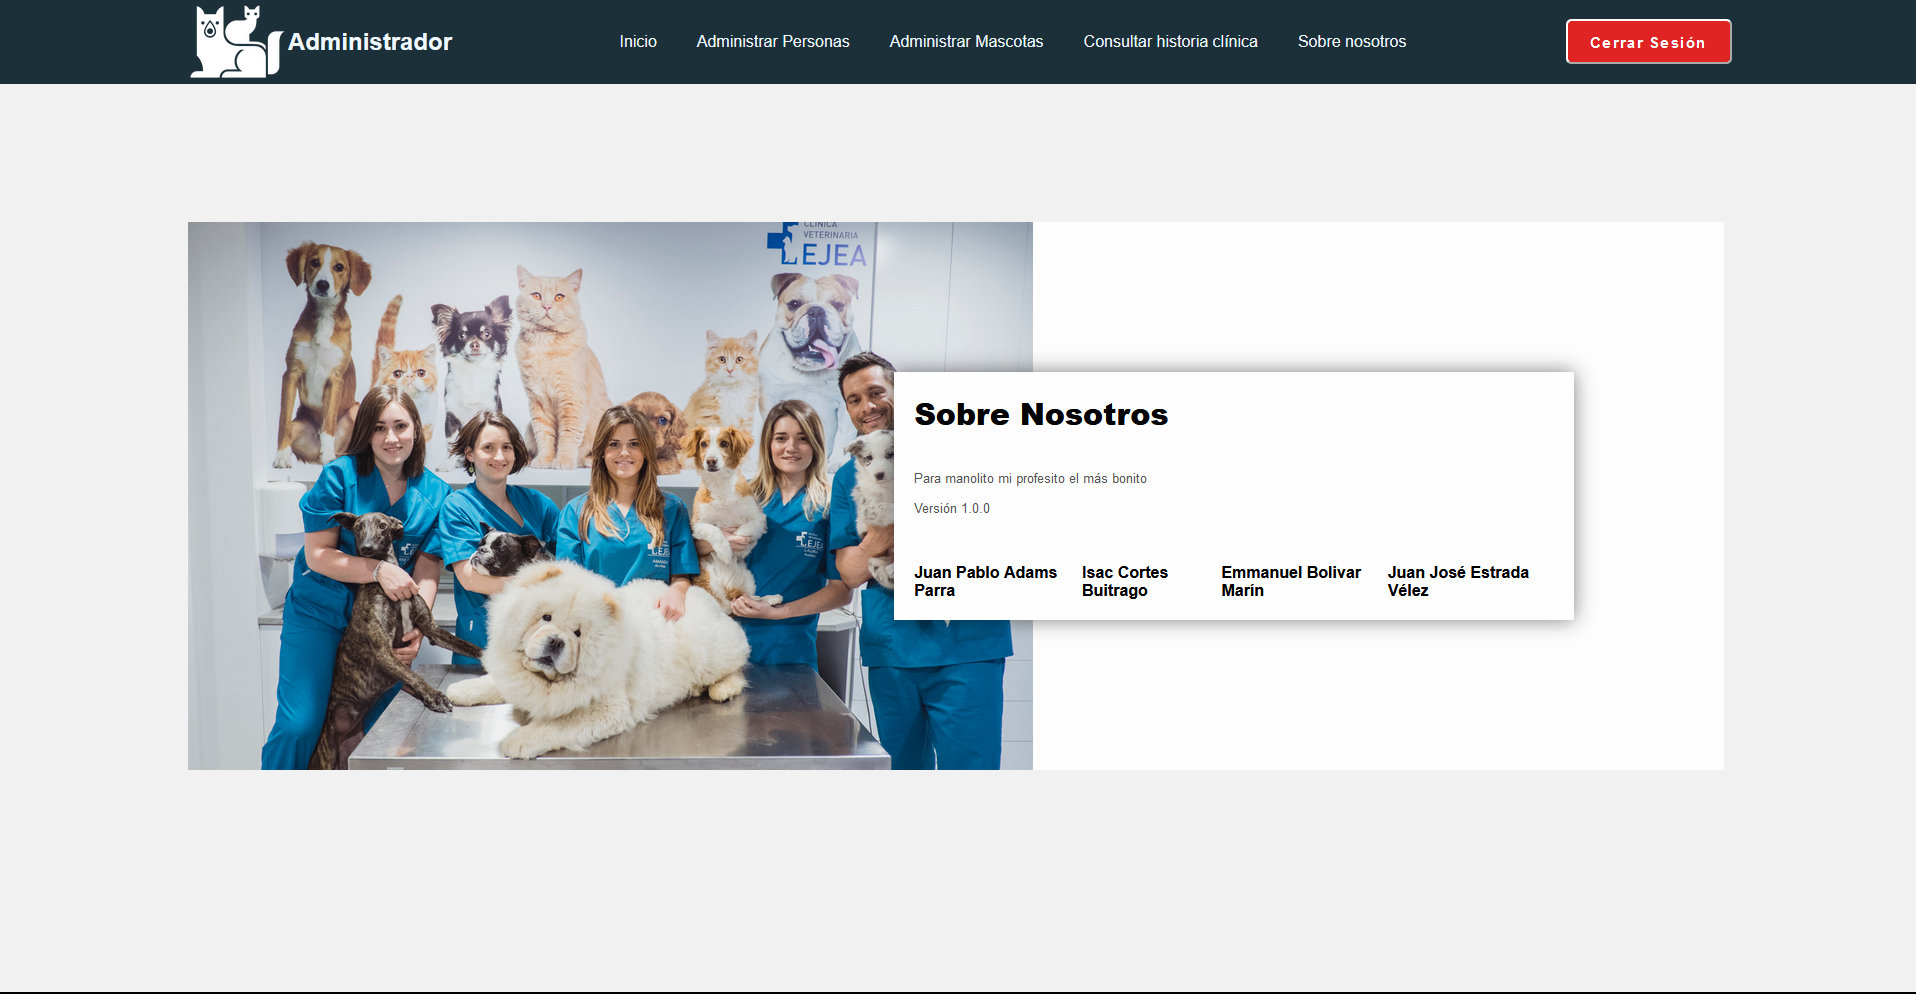 Administrador
Inicio
Administrar Personas
Administrar Mascotas
Consultar historia clínica
Sobre nosotros
Cerrar Sesión
CLÍNICA
VETERINARIA
EJEA
Sobre Nosotros
Para manolito mi profesito el más bonito
Versión 1.0.0
Juan Pablo Adams
Parra
Isac Cortes
Buitrago
Emmanuel Bolivar
Marín
Juan José Estrada
Vélez